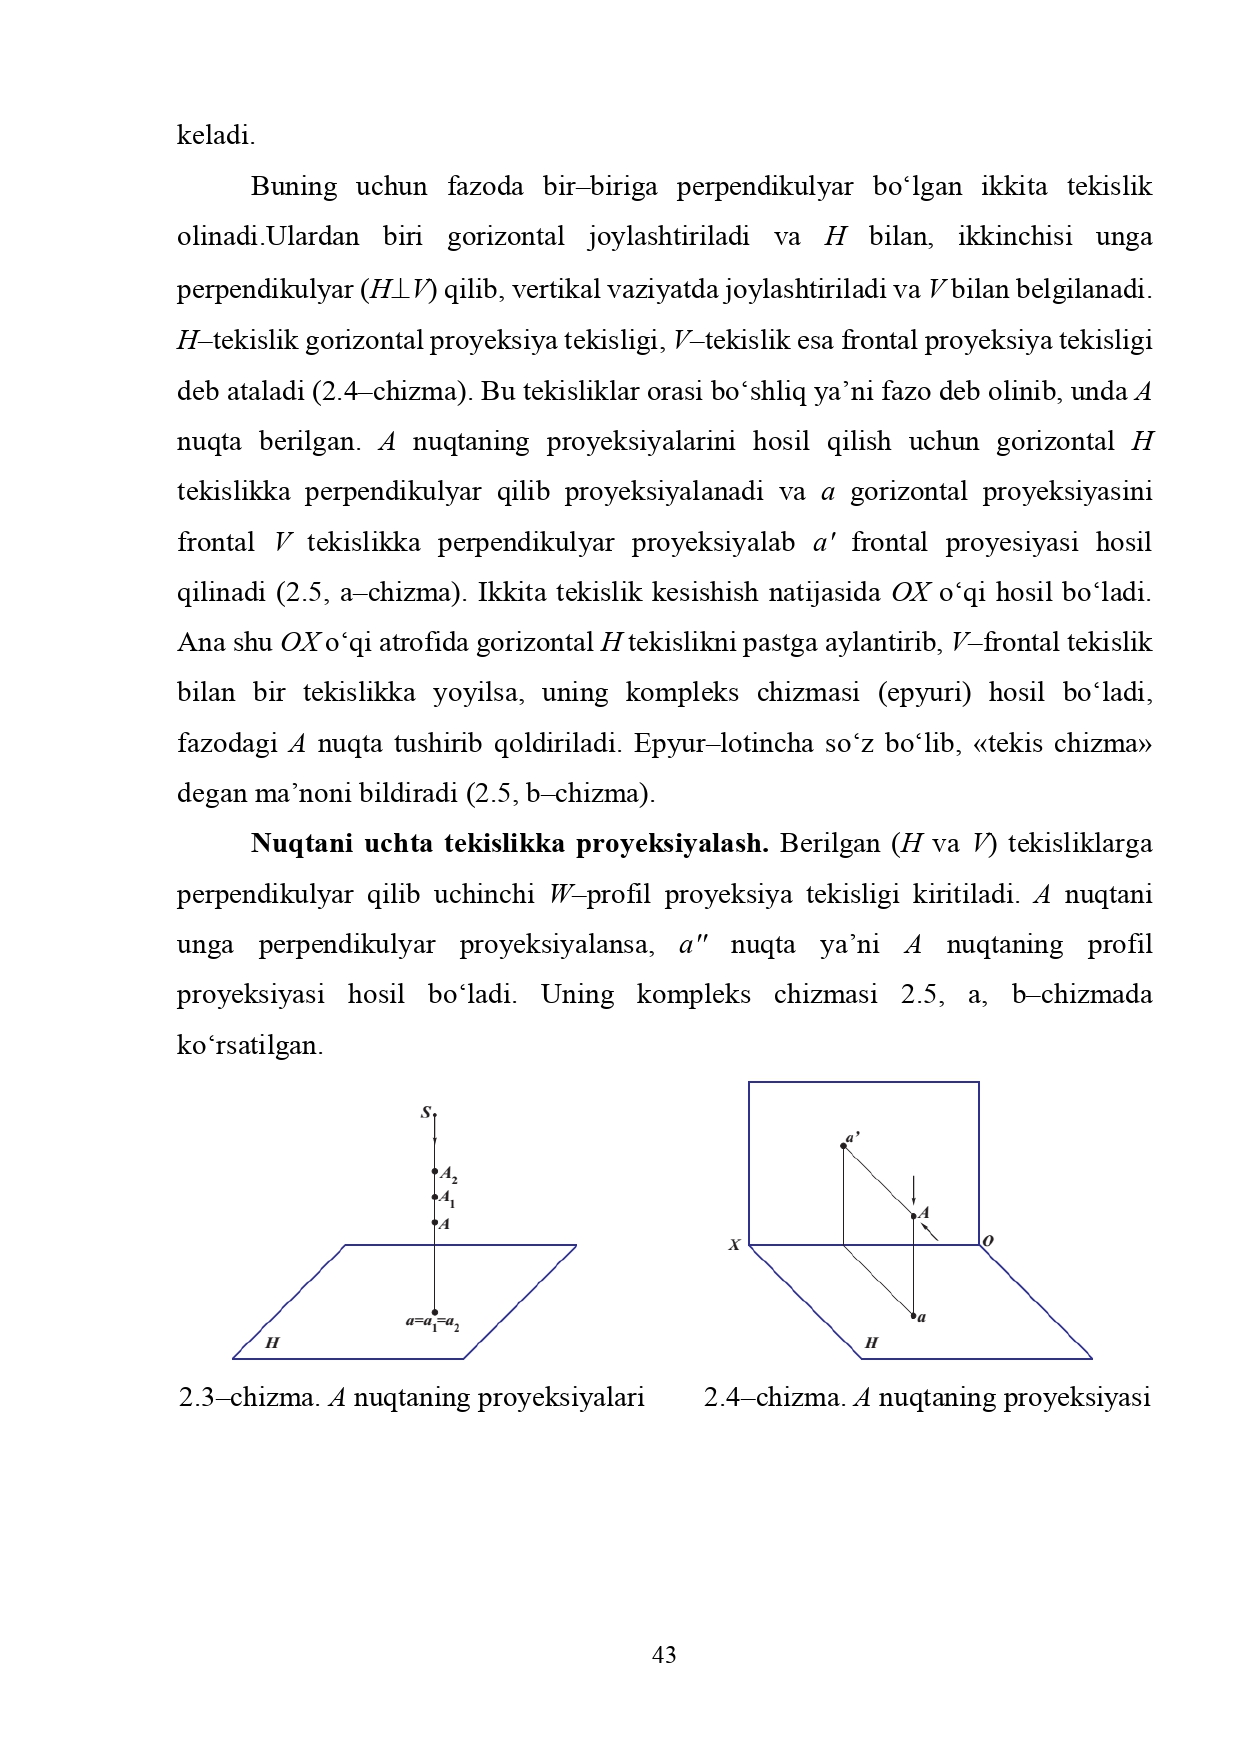 keladi.
Buning uchun fazoda bir–biriga perpendikulyar bo‘lgan ikkita tekislik
olinadi.Ulardan biri gorizontal joylashtiriladi va H bilan, ikkinchisi unga
perpendikulyar (H⊥V) qilib, vertikal vaziyatda joylashtiriladi va V bilan belgilanadi.
H–tekislik gorizontal proyeksiya tekisligi, V–tekislik esa frontal proyeksiya tekisligi
deb ataladi (2.4–chizma). Bu tekisliklar orasi bo‘shliq ya’ni fazo deb olinib, unda A
nuqta berilgan. A nuqtaning proyeksiyalarini hosil qilish uchun gorizontal H
tekislikka perpendikulyar qilib proyeksiyalanadi va a gorizontal proyeksiyasini
frontal V tekislikka perpendikulyar proyeksiyalab a′ frontal proyesiyasi hosil
qilinadi (2.5, a–chizma). Ikkita tekislik kesishish natijasida OX o‘qi hosil bo‘ladi.
Ana shu OX o‘qi atrofida gorizontal H tekislikni pastga aylantirib, V–frontal tekislik
bilan bir tekislikka yoyilsa, uning kompleks chizmasi (epyuri) hosil bo‘ladi,
fazodagi A nuqta tushirib qoldiriladi. Epyur–lotincha so‘z bo‘lib, «tekis chizma»
degan ma’noni bildiradi (2.5, b–chizma).
Nuqtani uchta tekislikka proyeksiyalash. Berilgan (H va V) tekisliklarga
perpendikulyar qilib uchinchi W–profil proyeksiya tekisligi kiritiladi. A nuqtani
unga perpendikulyar proyeksiyalansa, a″ nuqta ya’ni A nuqtaning profil
proyeksiyasi hosil bo‘ladi. Uning kompleks chizmasi 2.5, a, b–chizmada
ko‘rsatilgan.
S
A2
A1
A
a=a1=a2
H
a’
A
X
O
a
H
2.3–chizma. A nuqtaning proyeksiyalari
2.4–chizma. A nuqtaning proyeksiyasi
43